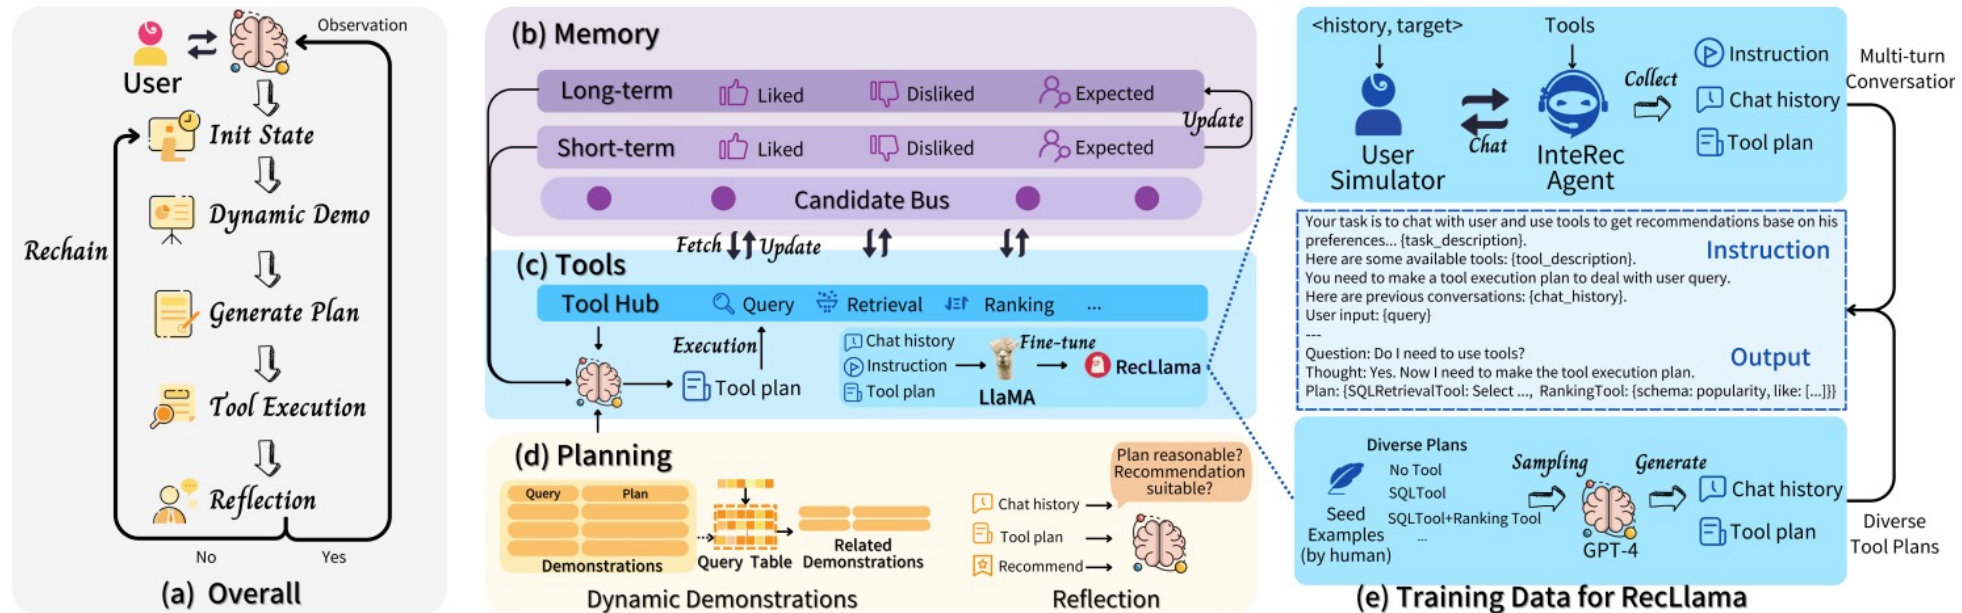 Observation
User
Init State
Dynamic Demo
Rechain
Generate Plan
Tool Execution
Reflection
No
Yes
(a) Overall
(b) Memory
Long-term
Liked
Disliked
Expected
Update
Short-term
Liked
Disliked
Expected
Candidate Bus
Fetch
Update
(c) Tools
Tool Hub
Query
Retrieval
Ranking
...
Execution
Tool plan
Chat history
Instruction
Tool plan
LlaMA
Fine-tune
RecLlama
(d) Planning
Query
Plan
Demonstrations
Query Table
Related
Demonstrations
Dynamic Demonstrations
Plan reasonable?
Recommendation
suitable?
Chat history
Tool plan
Recommend
Reflection
<history, target>
Tools
User
Simulator
Chat
InteRec
Agent
Collect
Instruction
Chat history
Tool plan
Multi-turn
Conversatior
Your task is to chat with user and use tools to get recommendations base on his
preferences... {task_description}.
Here are some available tools: {tool_description}.
You need to make a tool execution plan to deal with user query.
Here are previous conversations: {chat_history}.
User input: {query}
---
Instruction
Question: Do I need to use tools?
Thought: Yes. Now I need to make the tool execution plan.
Plan: {SQLRetrievalTool: Select ..., RankingTool: {schema: popularity, like: [...]}}
Output
Diverse Plans
No Tool
SQLTool
SQLTool+Ranking Tool
...
Seed
Examples
(by human)
Sampling
GPT-4
Generate
Chat history
Tool plan
Diverse
Tool Plans
(e) Training Data for RecLlama